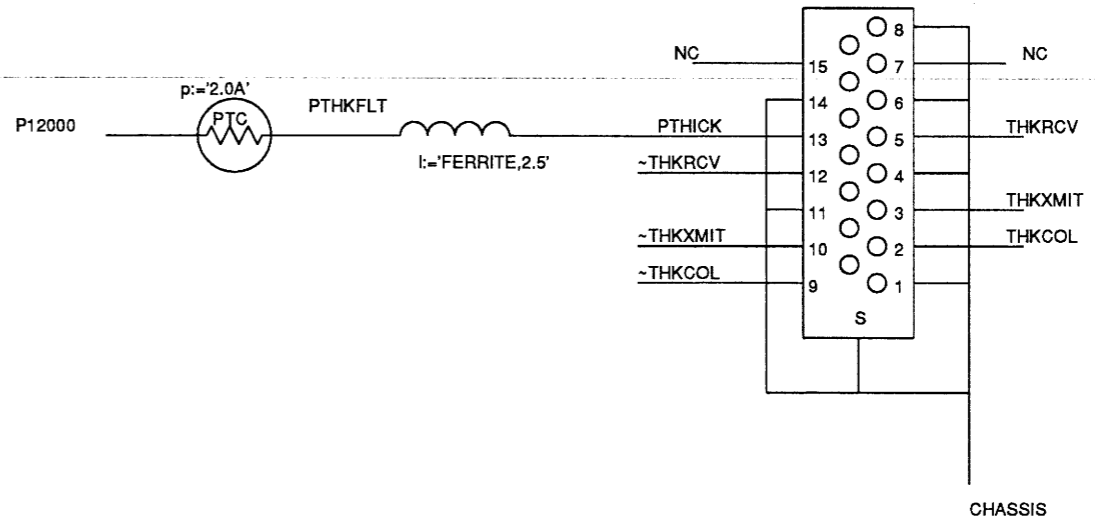 8
NC
15
7
NC
p:='2.0A'
14
6
PTHKFLT
PTC
P12000
PTHICK
13
5
THKRCV
l:='FERRITE,2.5'
~THKRCV
12
4
11
3
THKXMIT
~THKXMIT
10
2
THKCOL
~THKCOL
9
1
S
CHASSIS